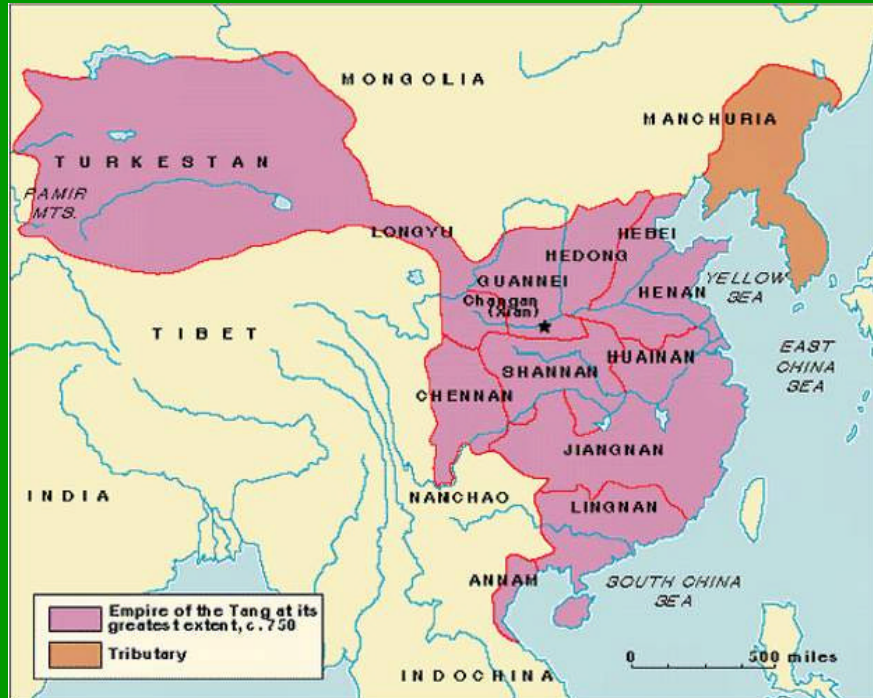 MONGOLIA
MANCHURIA
TURKESTAN
PAMIR
MTS.
LONGYU
HEBEI
HEDONG
GUANNEI
Changan
(Xian)
HENAN
YELLOW
SEA
TIBET
EAST
CHINA
SEA
HUAINAN
SHANNAN
CHENNAN
JIANGNAN
INDIA
NANCHAO
LINGNAN
ANNAM
SOUTH CHINA
SEA
INDOCHINA
Empire of the Tang at its
greatest extent, c.750
Tributary
0 500 miles